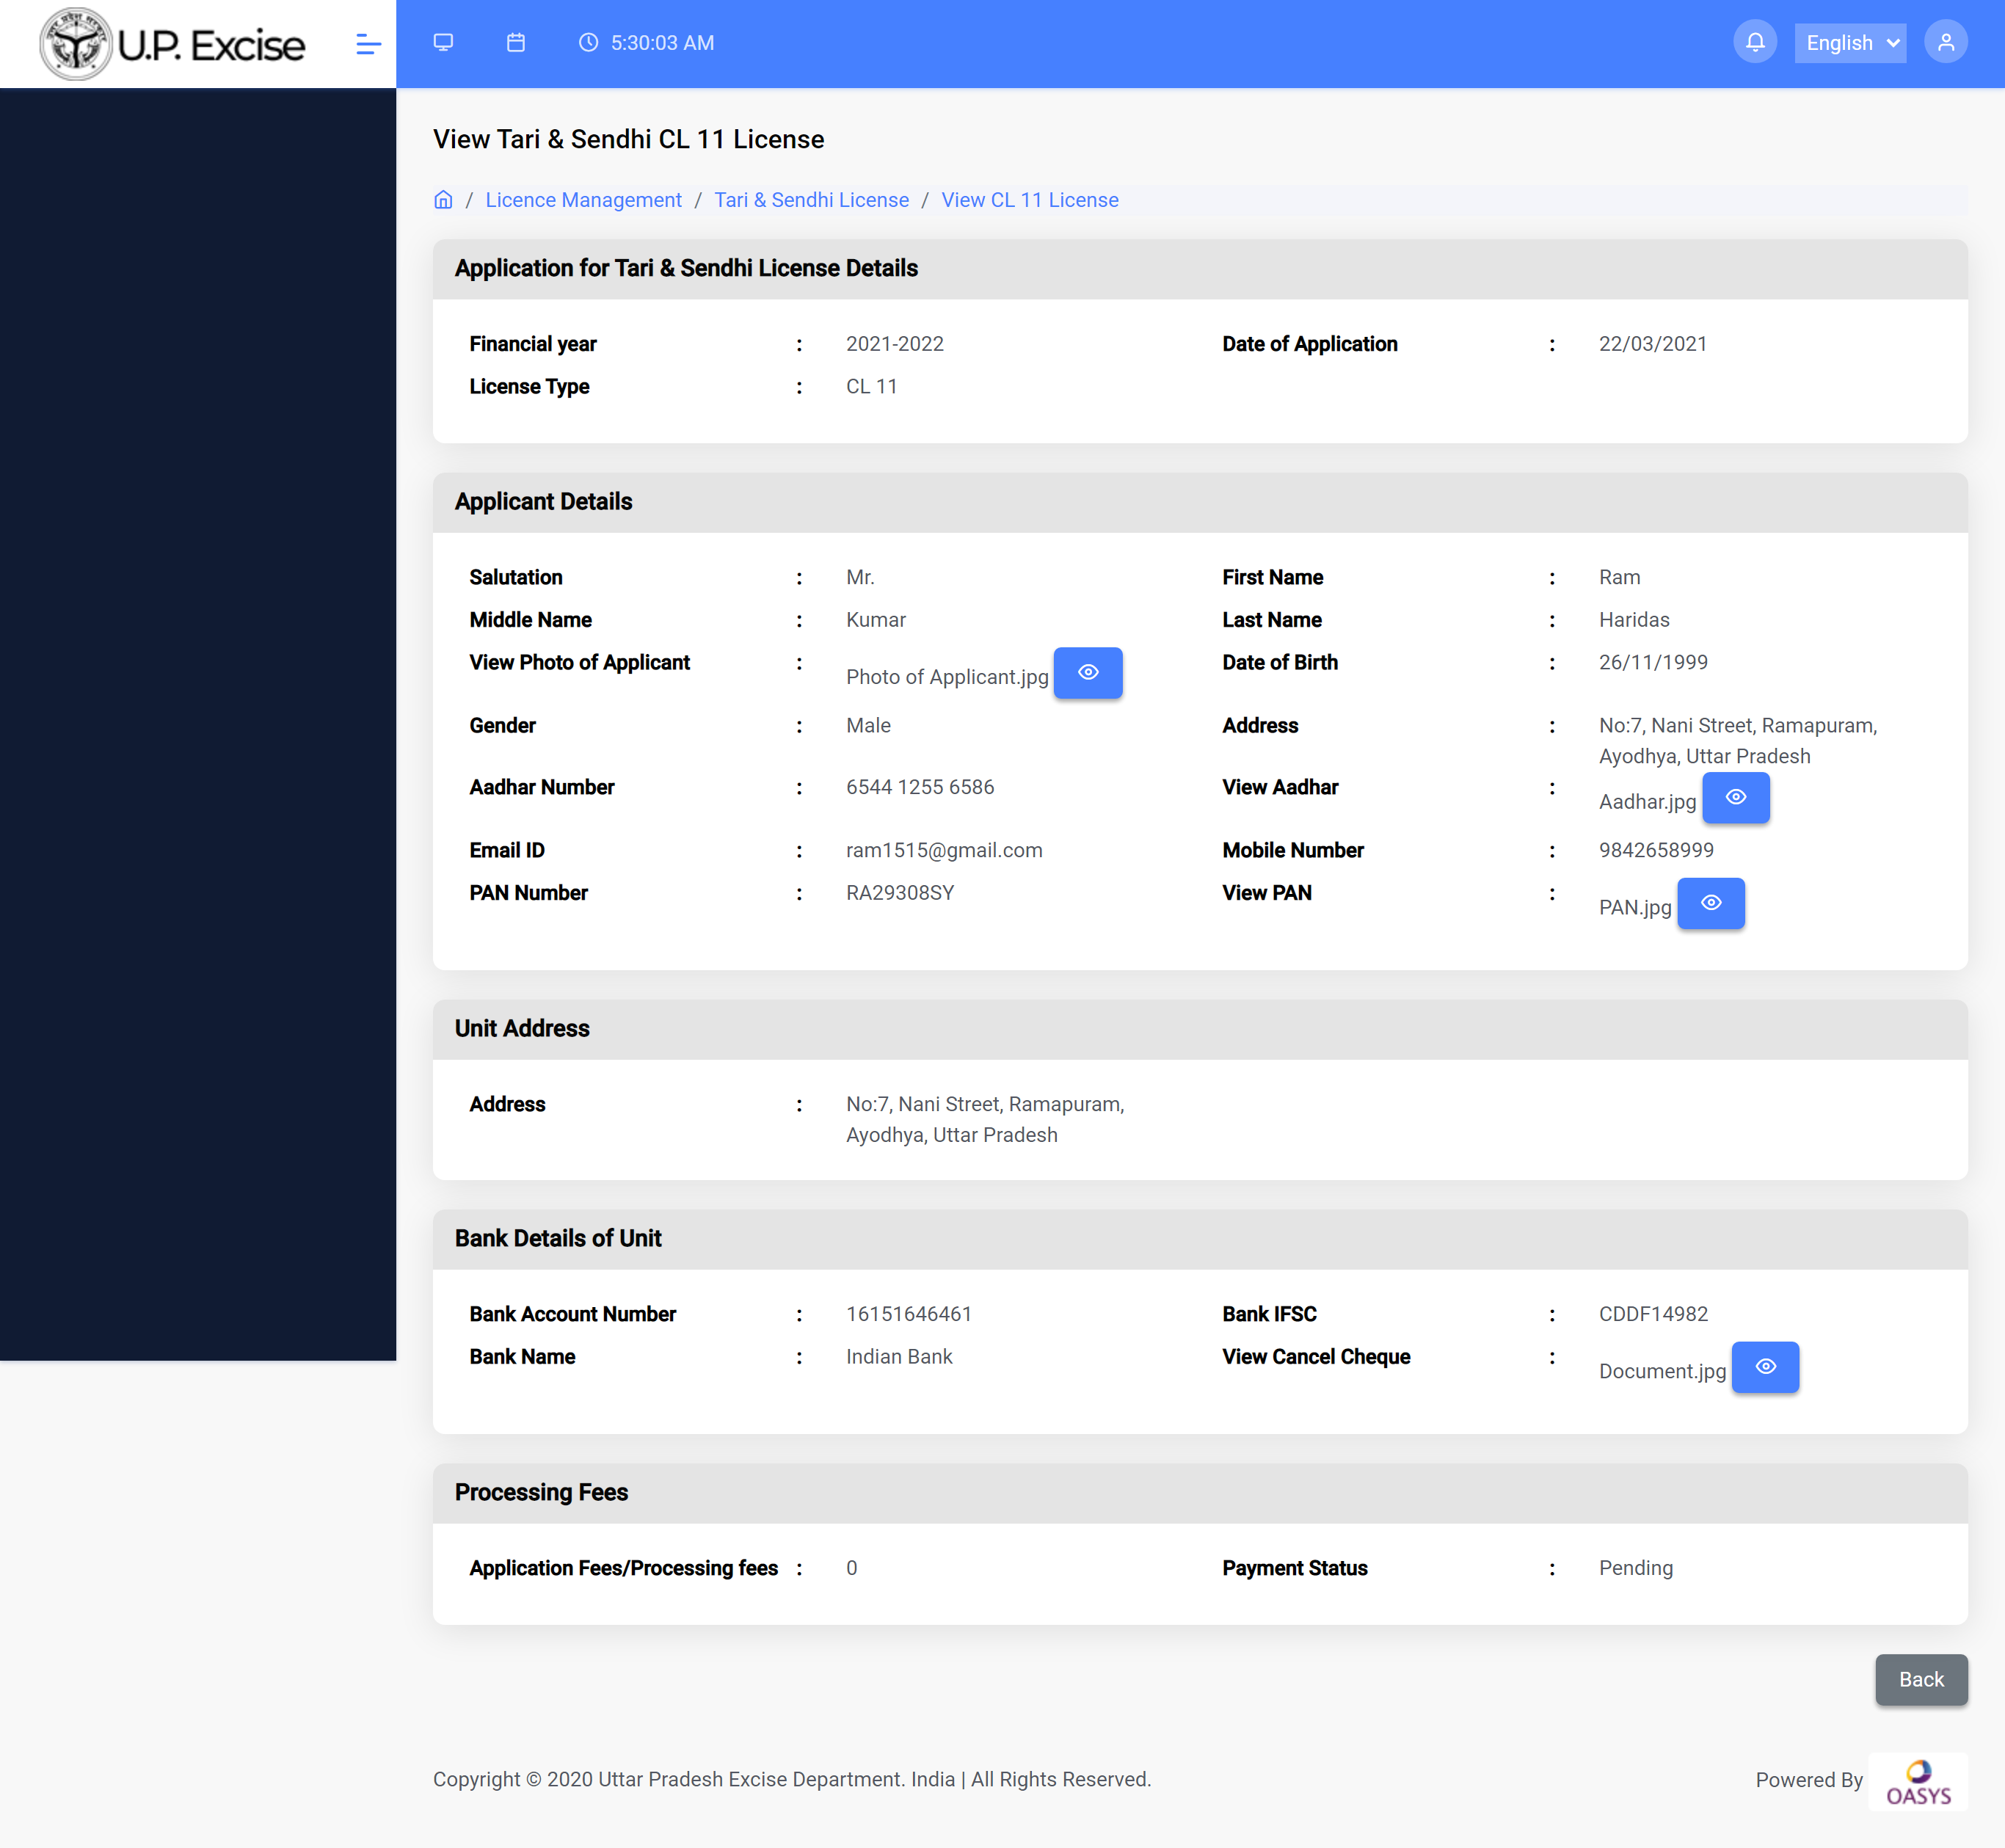 U.P. Excise
5:30:03 AM
English
View Tari & Sendhi CL 11 License
/ Licence Management / Tari & Sendhi License / View CL 11 License
Application for Tari & Sendhi License Details
Financial year : 2021-2022 Date of Application : 22/03/2021
License Type : CL 11
Applicant Details
Salutation : Mr. First Name : Ram
Middle Name : Kumar Last Name : Haridas
View Photo of Applicant : Photo of Applicant.jpg Date of Birth : 26/11/1999
Gender : Male Address : No:7, Nani Street, Ramapuram,
Ayodhya, Uttar Pradesh
Aadhar Number : 6544 1255 6586 View Aadhar : Aadhar.jpg
Email ID : ram1515@gmail.com Mobile Number : 9842658999
PAN Number : RA29308SY View PAN : PAN.jpg
Unit Address
Address : No:7, Nani Street, Ramapuram,
Ayodhya, Uttar Pradesh
Bank Details of Unit
Bank Account Number : 16151646461 Bank IFSC : CDDF14982
Bank Name : Indian Bank View Cancel Cheque : Document.jpg
Processing Fees
Application Fees/Processing fees : 0 Payment Status : Pending
Back
Copyright © 2020 Uttar Pradesh Excise Department. India | All Rights Reserved.
Powered By OASYS